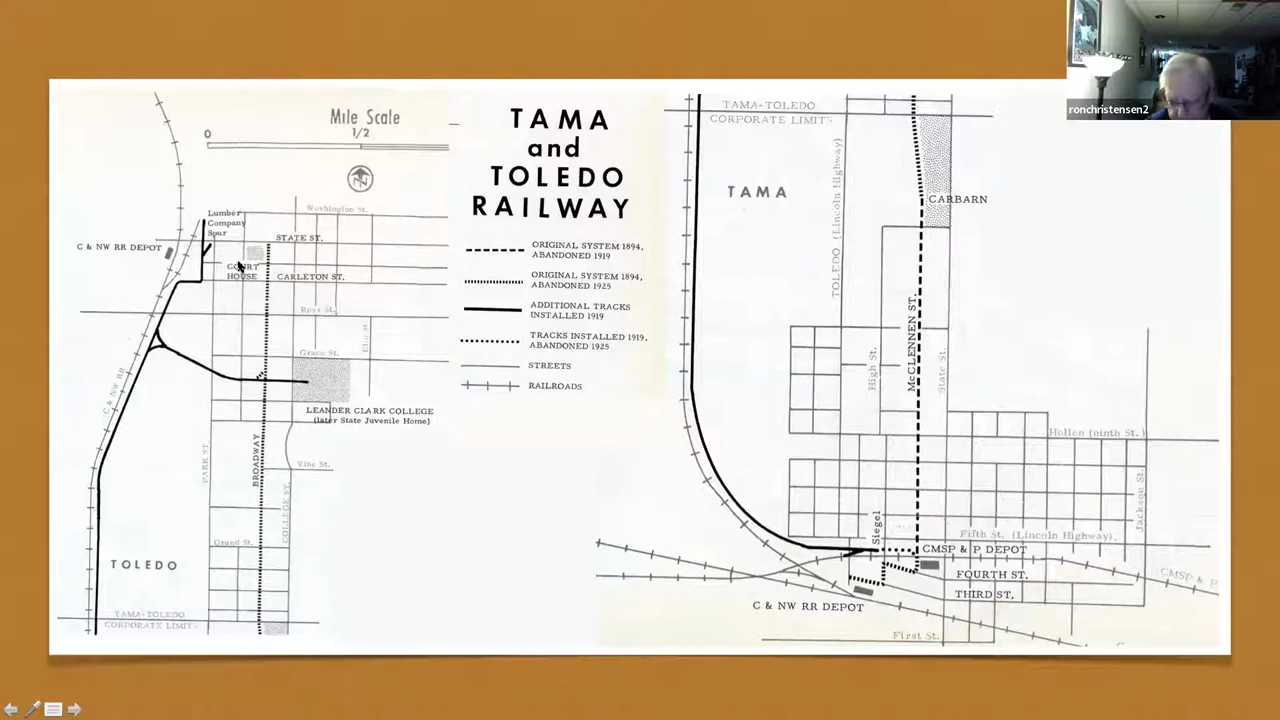 ronchristensen2
Mile Scale
0
1/2
N
Washington St.
Lumber
Company
Spur
C & NW RR DEPOT
STATE ST.
COURT
HOUSE
CARLETON ST.
Ross St.
Grace St.
C & NW RR
LEANDER CLARK COLLEGE
(later State Juvenile Home)
PARK ST.
BROADWAY
Vine St.
COLLEGE ST.
Grand St.
TOLEDO
TAMA-TOLEDO
CORPORATE LIMIT
TAMA
and
TOLEDO
RAILWAY
ORIGINAL SYSTEM 1894,
ABANDONED 1919
ORIGINAL SYSTEM 1894,
ABANDONED 1925
ADDITIONAL TRACKS
INSTALLED 1919
TRACKS INSTALLED 1919,
ABANDONED 1925
STREETS
RAILROADS
TAMA-TOLEDO
CORPORATE LIMIT
TAMA
TOLEDO (Lincoln Highway)
CARBARN
High St.
McCLENNEN ST.
State St.
Hollen (ninth St.)
Jackson St.
Siegel
Fifth St. (Lincoln Highway).
CMSP & P DEPOT
CMSP & P.
FOURTH ST.
THIRD ST.
C & NW RR DEPOT
First St.